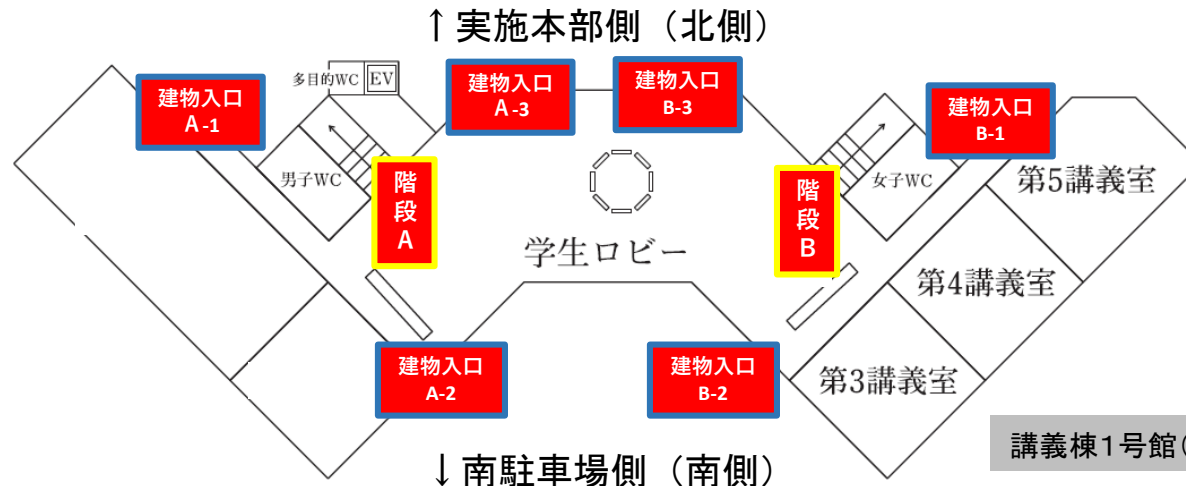 ↑実施本部側（北側）
多目的WC
EV
建物入口
A-1
建物入口
A-3
建物入口
B-3
建物入口
B-1
男子WC
階
段
A
階
段
B
女子WC
第5講義室
学生ロビー
第4講義室
建物入口
A-2
建物入口
B-2
第3講義室
講義棟1号館(
↓南駐車場側（南側）